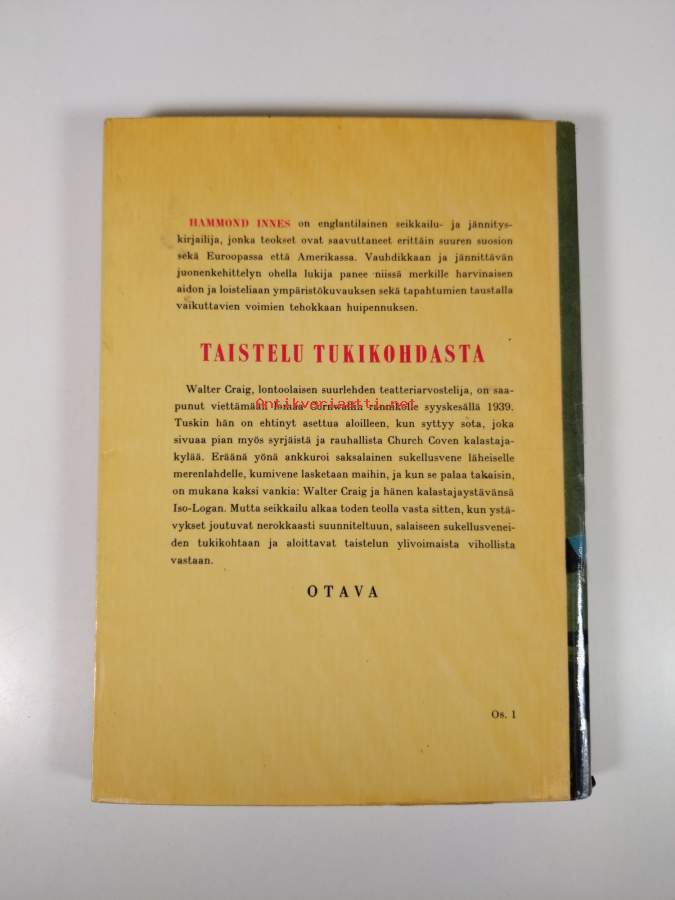 HAMMOND INNES on englantilainen seikkailu- ja jännitys-
kirjailija, jonka teokset ovat saavuttaneet erittäin suuren suosion
sekä Euroopassa että Amerikassa. Vauhdikkaan ja jännittävän
juonenkehittelyn ohella lukija panee niissä merkille harvinaisen
aidon ja loisteliaan ympäristökuvauksen sekä tapahtumien taustalla
vaikuttavien voimien tehokkaan huipennuksen.
TAISTELU TUKIKOHDASTA
Walter Craig, lontoolaisen suurlehden teatteriarvostelija, on saa-
punut viettämään lomaa Cornwallin rannikolle syyskesällä 1939.
Antikvariaatti.net
Tuskin hän on ehtinyt asettua aloilleen, kun syttyy sota, joka
sivuaa pian myös syrjäistä ja rauhallista Church Coven kalastaja-
kylää. Eräänä yönä ankkuroi saksalainen sukellusvene läheiselle
merenlahdelle, kumivene lasketaan maihin, ja kun se palaa takaisin,
on mukana kaksi vankia: Walter Craig ja hänen kalastajaystävänsä
Iso-Logan. Mutta seikkailu alkaa toden teolla vasta sitten, kun ystä-
vykset joutuvat nerokkaasti suunniteltuun, salaiseen sukellusvenei-
den tukikohtaan ja aloittavat taistelun ylivoimaista vihollista
vastaan.
OTAVA
Os. 1